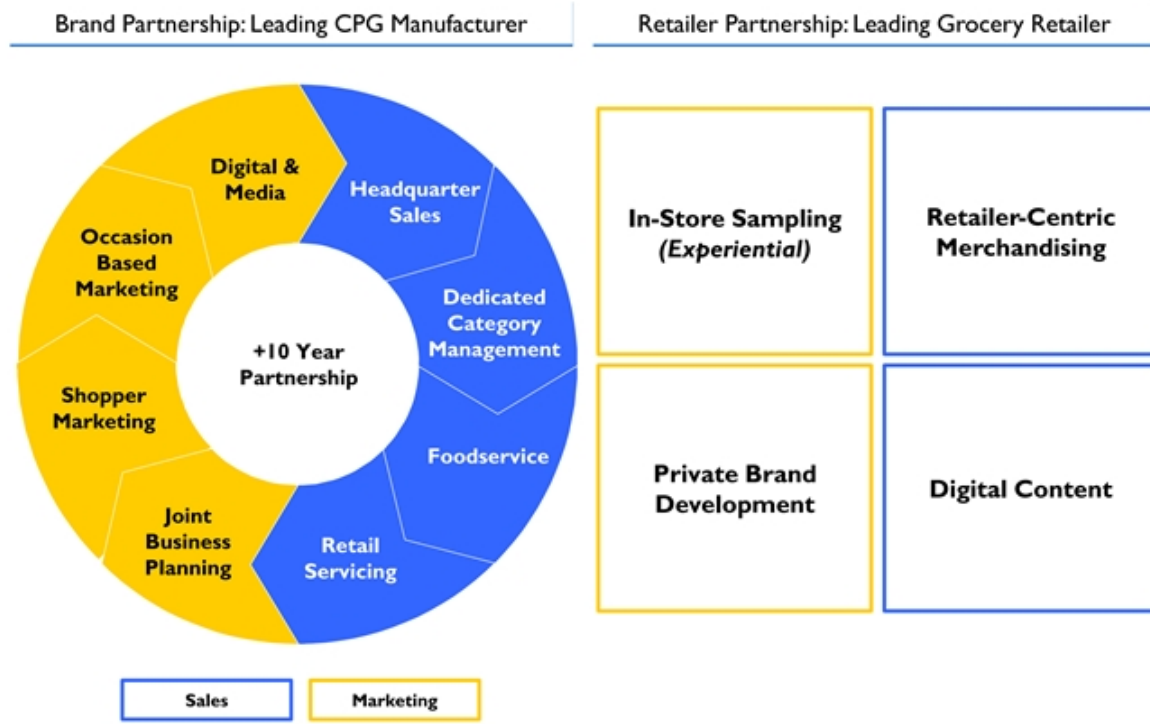 Brand Partnership: Leading CPG Manufacturer
Retailer Partnership: Leading Grocery Retailer
Digital &
Media
Headquarter
Sales
Occasion
Based
Marketing
Dedicated
Category
Management
+10 Year
Partnership
Shopper
Marketing
Foodservice
Joint
Business
Planning
Retail
Servicing
In-Store Sampling
(Experiential)
Retailer-Centric
Merchandising
Private Brand
Development
Digital Content
Sales
Marketing